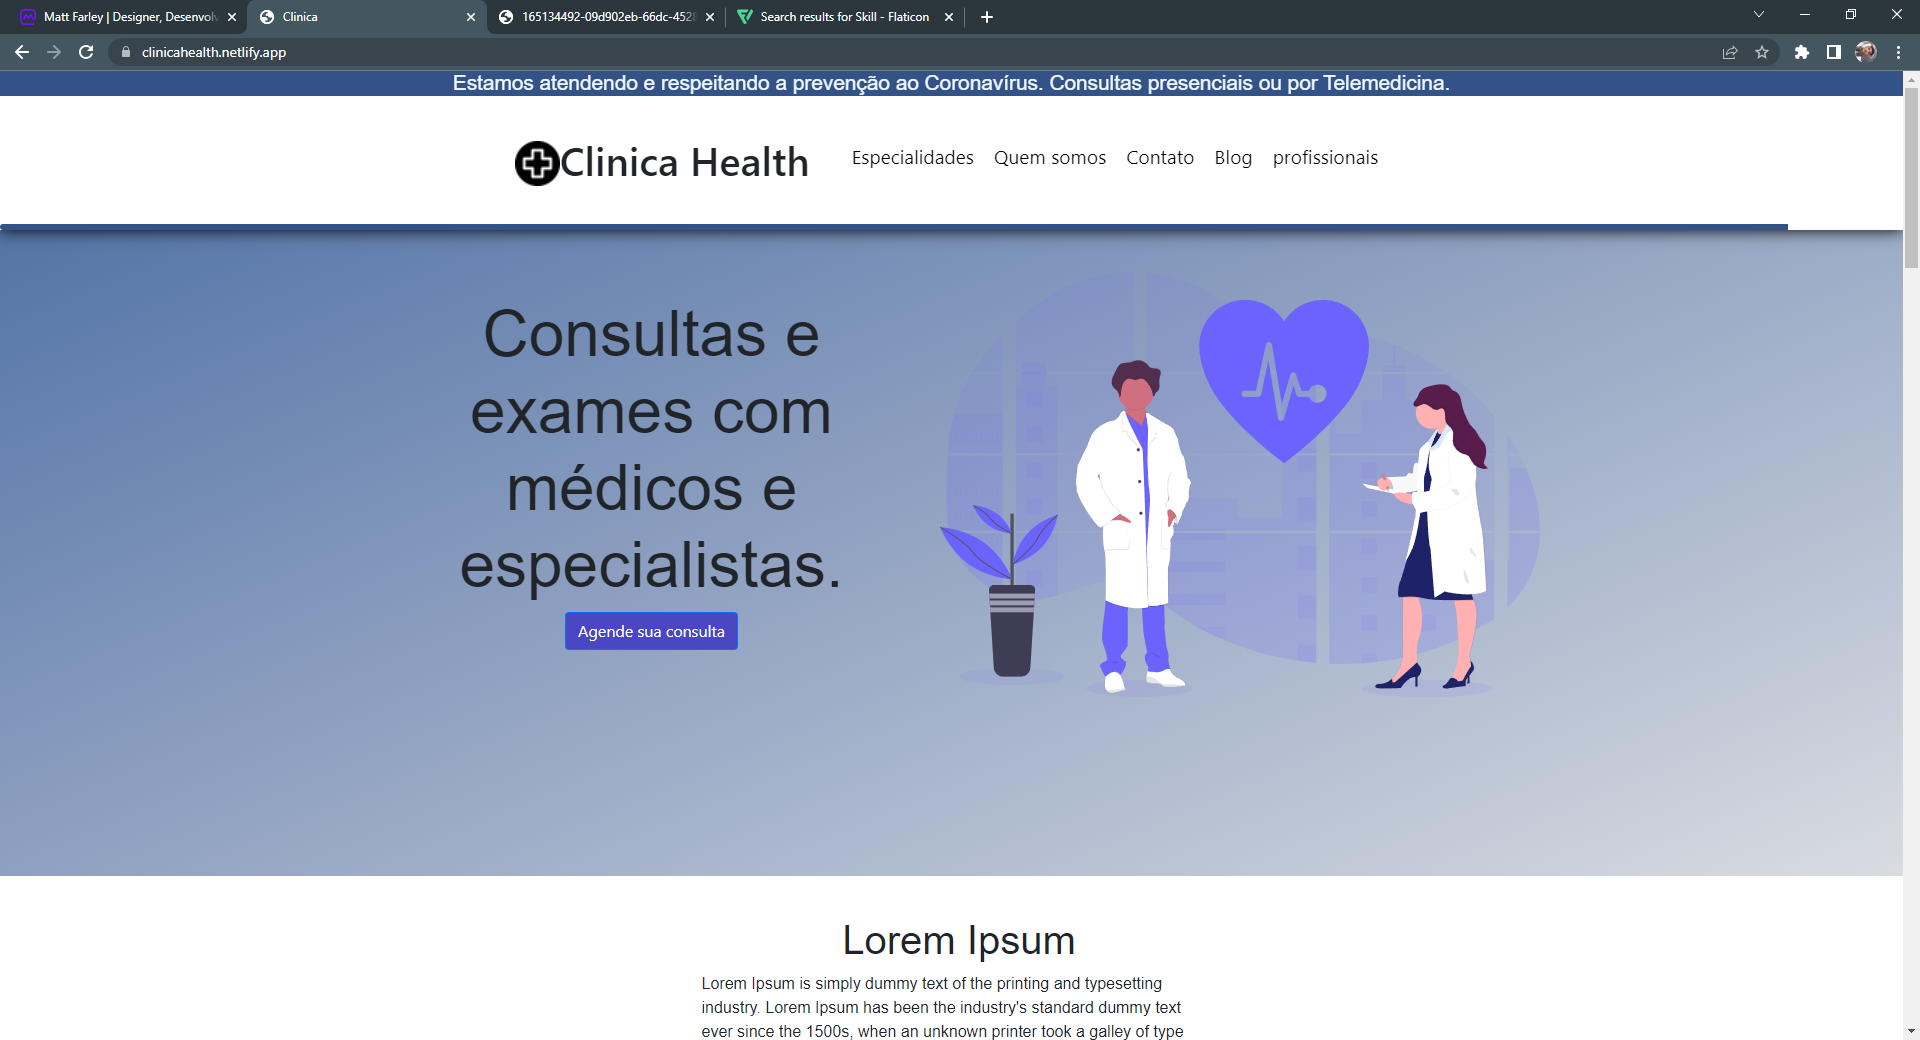 Matt Farley | Designer, Desenvol
Clinica
165134492-09d902eb-66dc-4528
Search results for Skill - Flaticon
clinicahealth.netlify.app
Estamos atendendo e respeitando a prevenção ao Coronavírus. Consultas presenciais ou por Telemedicina.
Clinica Health
Especialidades Quem somos Contato Blog profissionais
Consultas e
exames com
médicos e
especialistas.
Agende sua consulta
Lorem Ipsum
Lorem Ipsum is simply dummy text of the printing and typesetting
industry. Lorem Ipsum has been the industry's standard dummy text
ever since the 1500s, when an unknown printer took a galley of type